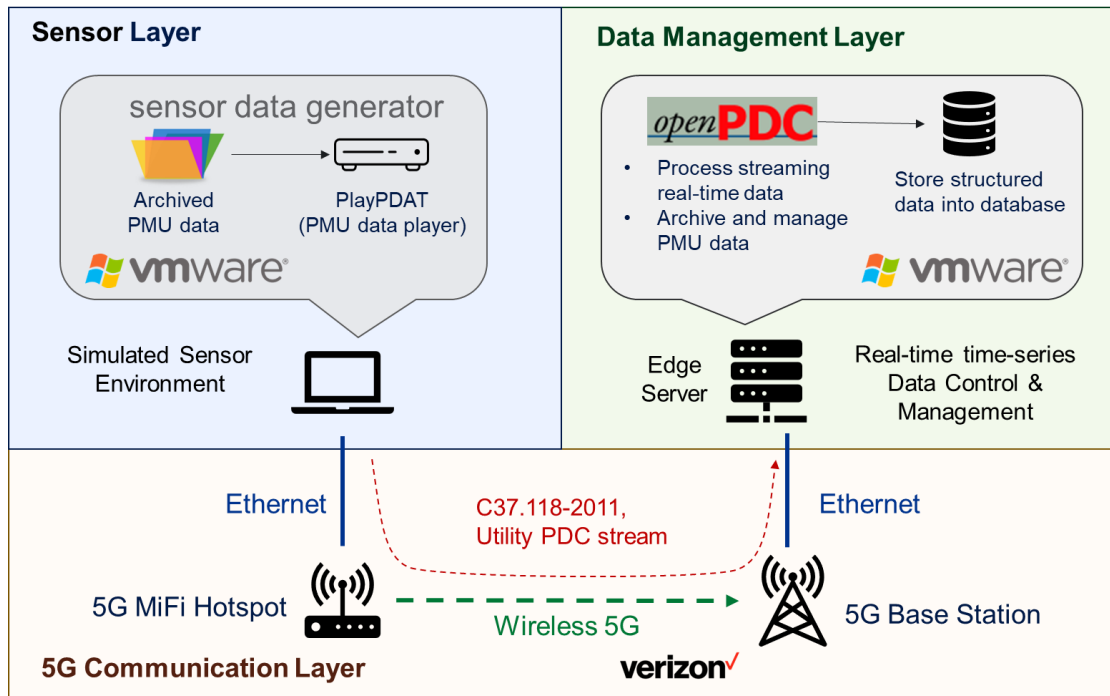 Sensor Layer
sensor data generator
Archived
PMU data
PlayPDAT
(PMU data player)
vmware®
Simulated Sensor
Environment
Data Management Layer
openPDC
• Process streaming
real-time data
• Archive and manage
PMU data
Store structured
data into database
vmware®
Edge
Server
Real-time time-series
Data Control &
Management
Ethernet
C37.118-2011,
Utility PDC stream
Ethernet
5G MiFi Hotspot
Wireless 5G
5G Base Station
5G Communication Layer
verizon✓